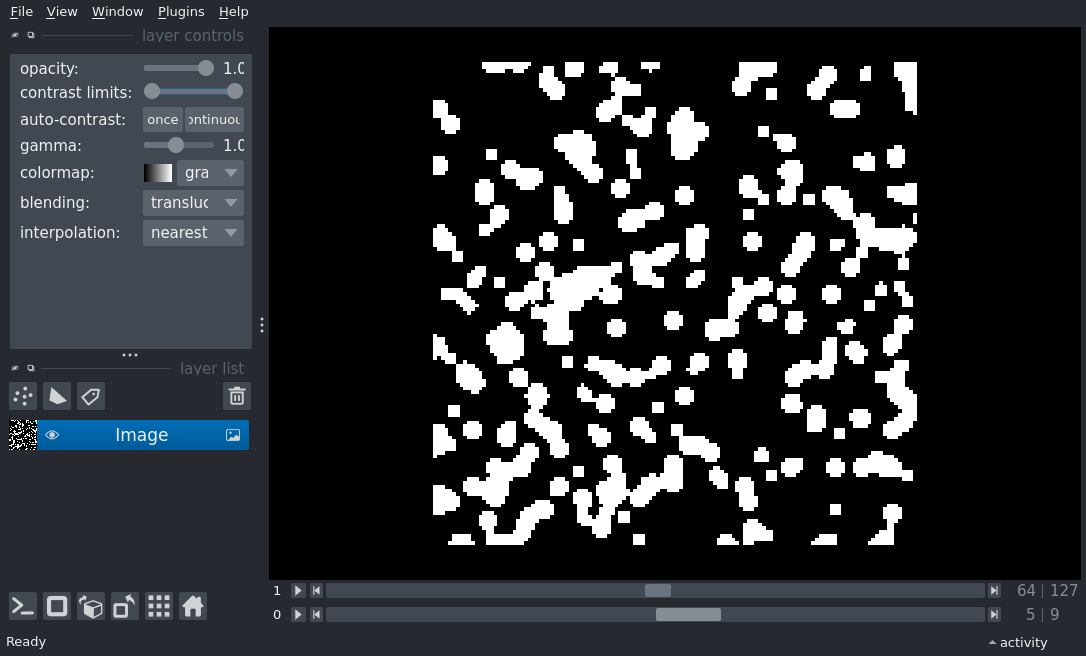 File View Window Plugins Help
layer controls
opacity: 1.0
contrast limits:
auto-contrast: once ontinuou
gamma: 1.0
colormap: gra
blending: transluc
interpolation: nearest
layer list
Image
1 64 127
0 5 9
Ready activity